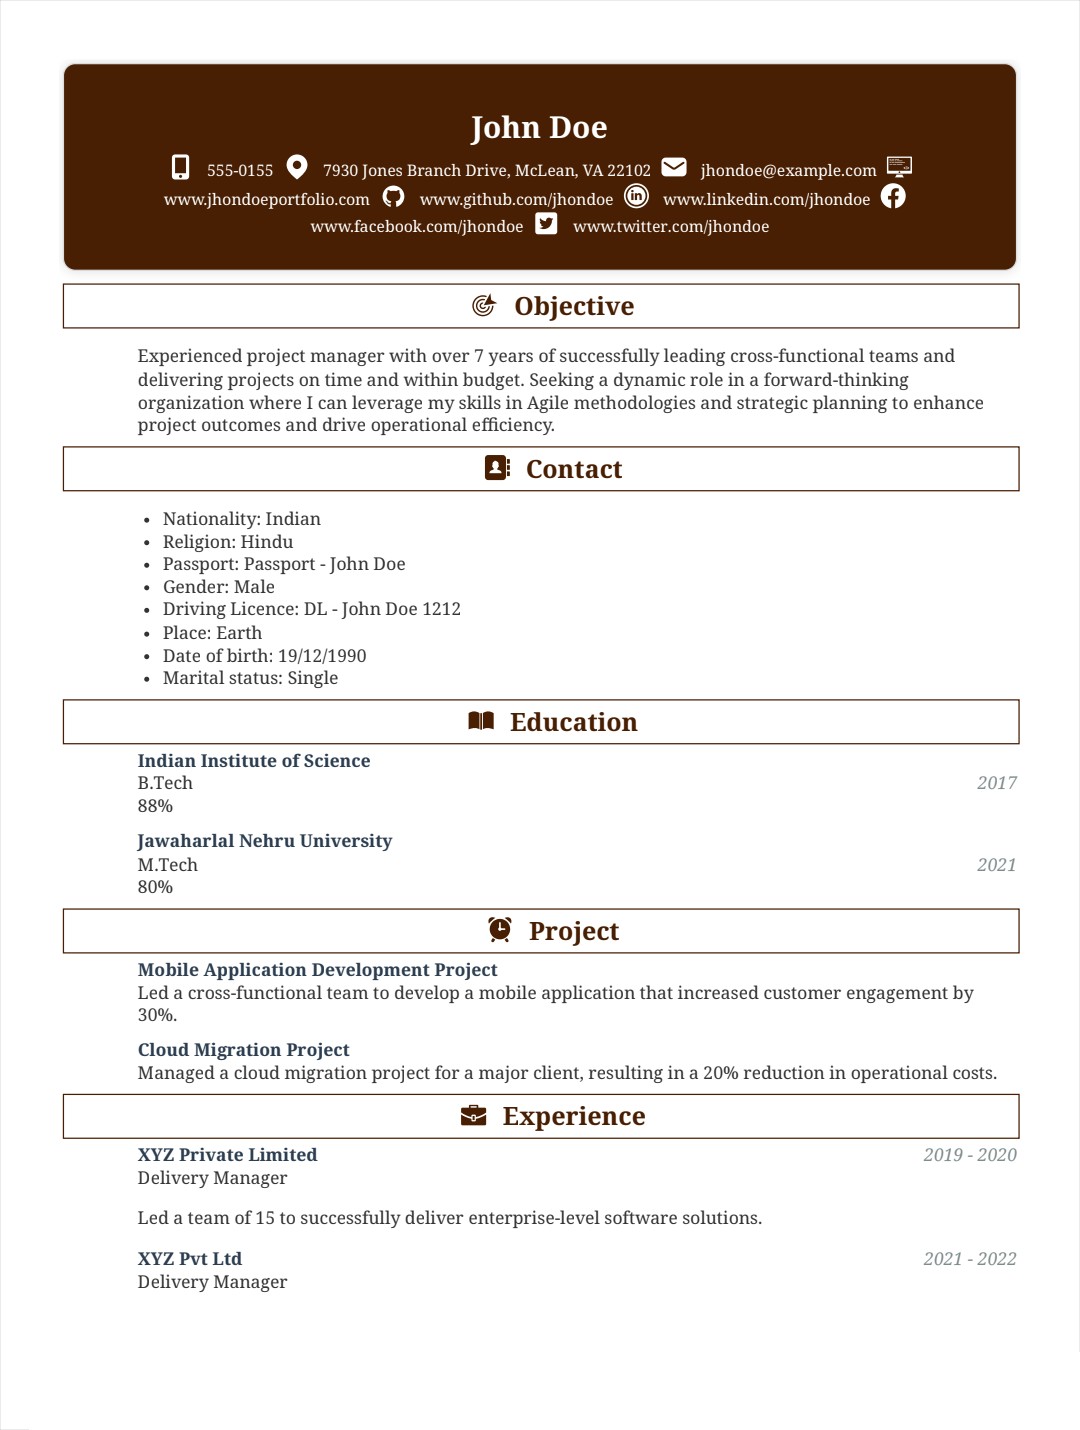 John Doe
555-0155 7930 Jones Branch Drive, McLean, VA 22102 jhondoe@example.com
www.jhondoeportfolio.com www.github.com/jhondoe www.linkedin.com/jhondoe
www.facebook.com/jhondoe www.twitter.com/jhondoe
Objective
Experienced project manager with over 7 years of successfully leading cross-functional teams and
delivering projects on time and within budget. Seeking a dynamic role in a forward-thinking
organization where I can leverage my skills in Agile methodologies and strategic planning to enhance
project outcomes and drive operational efficiency.
Contact
• Nationality: Indian
• Religion: Hindu
• Passport: Passport - John Doe
• Gender: Male
• Driving Licence: DL - John Doe 1212
• Place: Earth
• Date of birth: 19/12/1990
• Marital status: Single
Education
Indian Institute of Science
B.Tech 2017
88%
Jawaharlal Nehru University
M.Tech 2021
80%
Project
Mobile Application Development Project
Led a cross-functional team to develop a mobile application that increased customer engagement by
30%.
Cloud Migration Project
Managed a cloud migration project for a major client, resulting in a 20% reduction in operational costs.
Experience
XYZ Private Limited 2019 - 2020
Delivery Manager
Led a team of 15 to successfully deliver enterprise-level software solutions.
XYZ Pvt Ltd 2021 - 2022
Delivery Manager